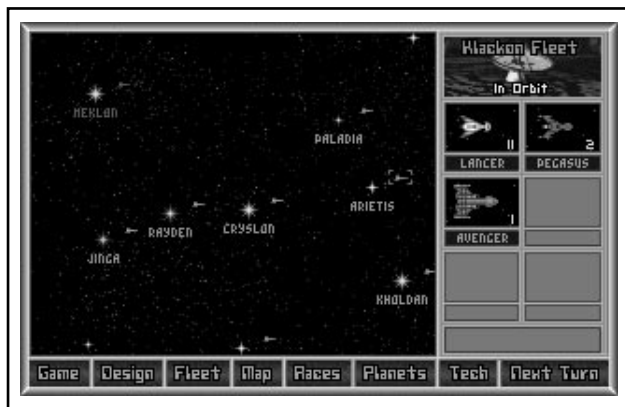 Klackon Fleet
In Orbit
MEKLON
PALADIA
11
2
LANCER
PEGASUS
ARIETIS
RAYDEN
CRYSLON
1
JINGA
AVENGER
KHOLDAN
Game
Design
Fleet
Map
Races
Planets
Tech
Next Turn